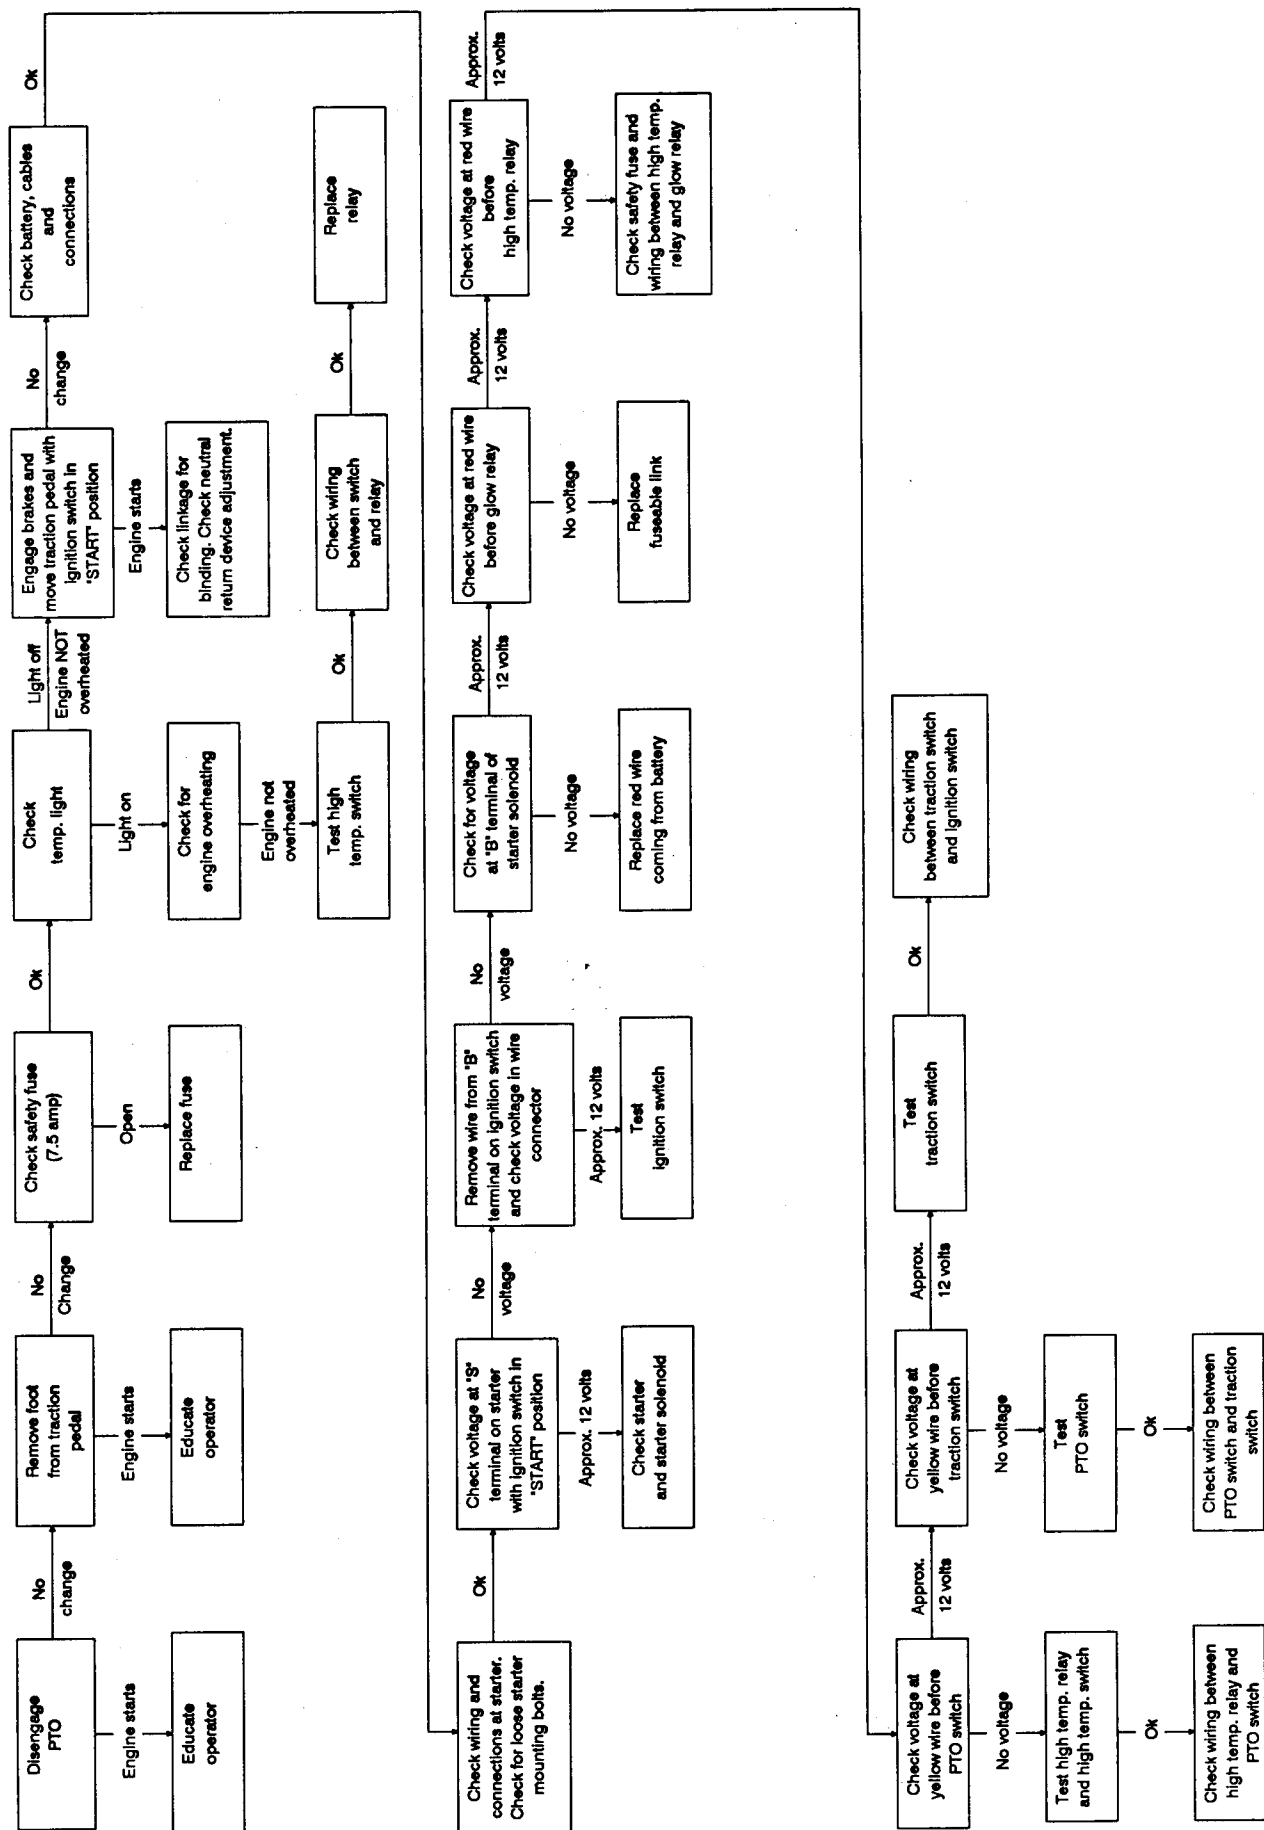 Disengage
PTO
No
change
Engine starts
Educate
operator
Remove foot
from traction
pedal
No
Change
Engine starts
Educate
operator
Check safety fuse
(7.5 amp)
Ok
Open
Replace fuse
Check
temp. light
Light off
Engine NOT
overheated
Light on
Check for
engine overheating
Engine not
overheated
Test high
temp. switch
Ok
Check wiring
between switch
and relay
Ok
Replace
relay
Engage brakes and
move traction pedal with
ignition switch in
"START" position
No
change
Engine starts
Check linkage for
binding. Check neutral
return device adjustment.
Check battery, cables
and
connections
Ok
Check wiring and
connections at starter.
Check for loose starter
mounting bolts.
Ok
Check voltage at "S"
terminal on starter
with ignition switch in
"START" position
No
voltage
Approx. 12 volts
Check starter
and starter solenoid
Remove wire from "B"
terminal on ignition switch
and check voltage in wire
connector
No
voltage
Approx. 12 volts
Test
ignition switch
Check for voltage
at "B" terminal of
starter solenoid
Approx.
12 volts
No voltage
Replace red wire
coming from battery
Check voltage at red wire
before glow relay
Approx.
12 volts
No voltage
Replace
fuseable link
Check voltage at red wire
before
high temp. relay
Approx.
12 volts
No voltage
Check safety fuse and
wiring between high temp.
relay and glow relay
Check voltage at
yellow wire before
PTO switch
Approx.
12 volts
No voltage
Test high temp. relay
and high temp. switch
Ok
Check wiring between
high temp. relay and
PTO switch
Check voltage at
yellow wire before
traction switch
Approx.
12 volts
No voltage
Test
PTO switch
Ok
Check wiring between
PTO switch and traction
switch
Test
traction switch
Ok
Check wiring
between traction switch
and ignition switch